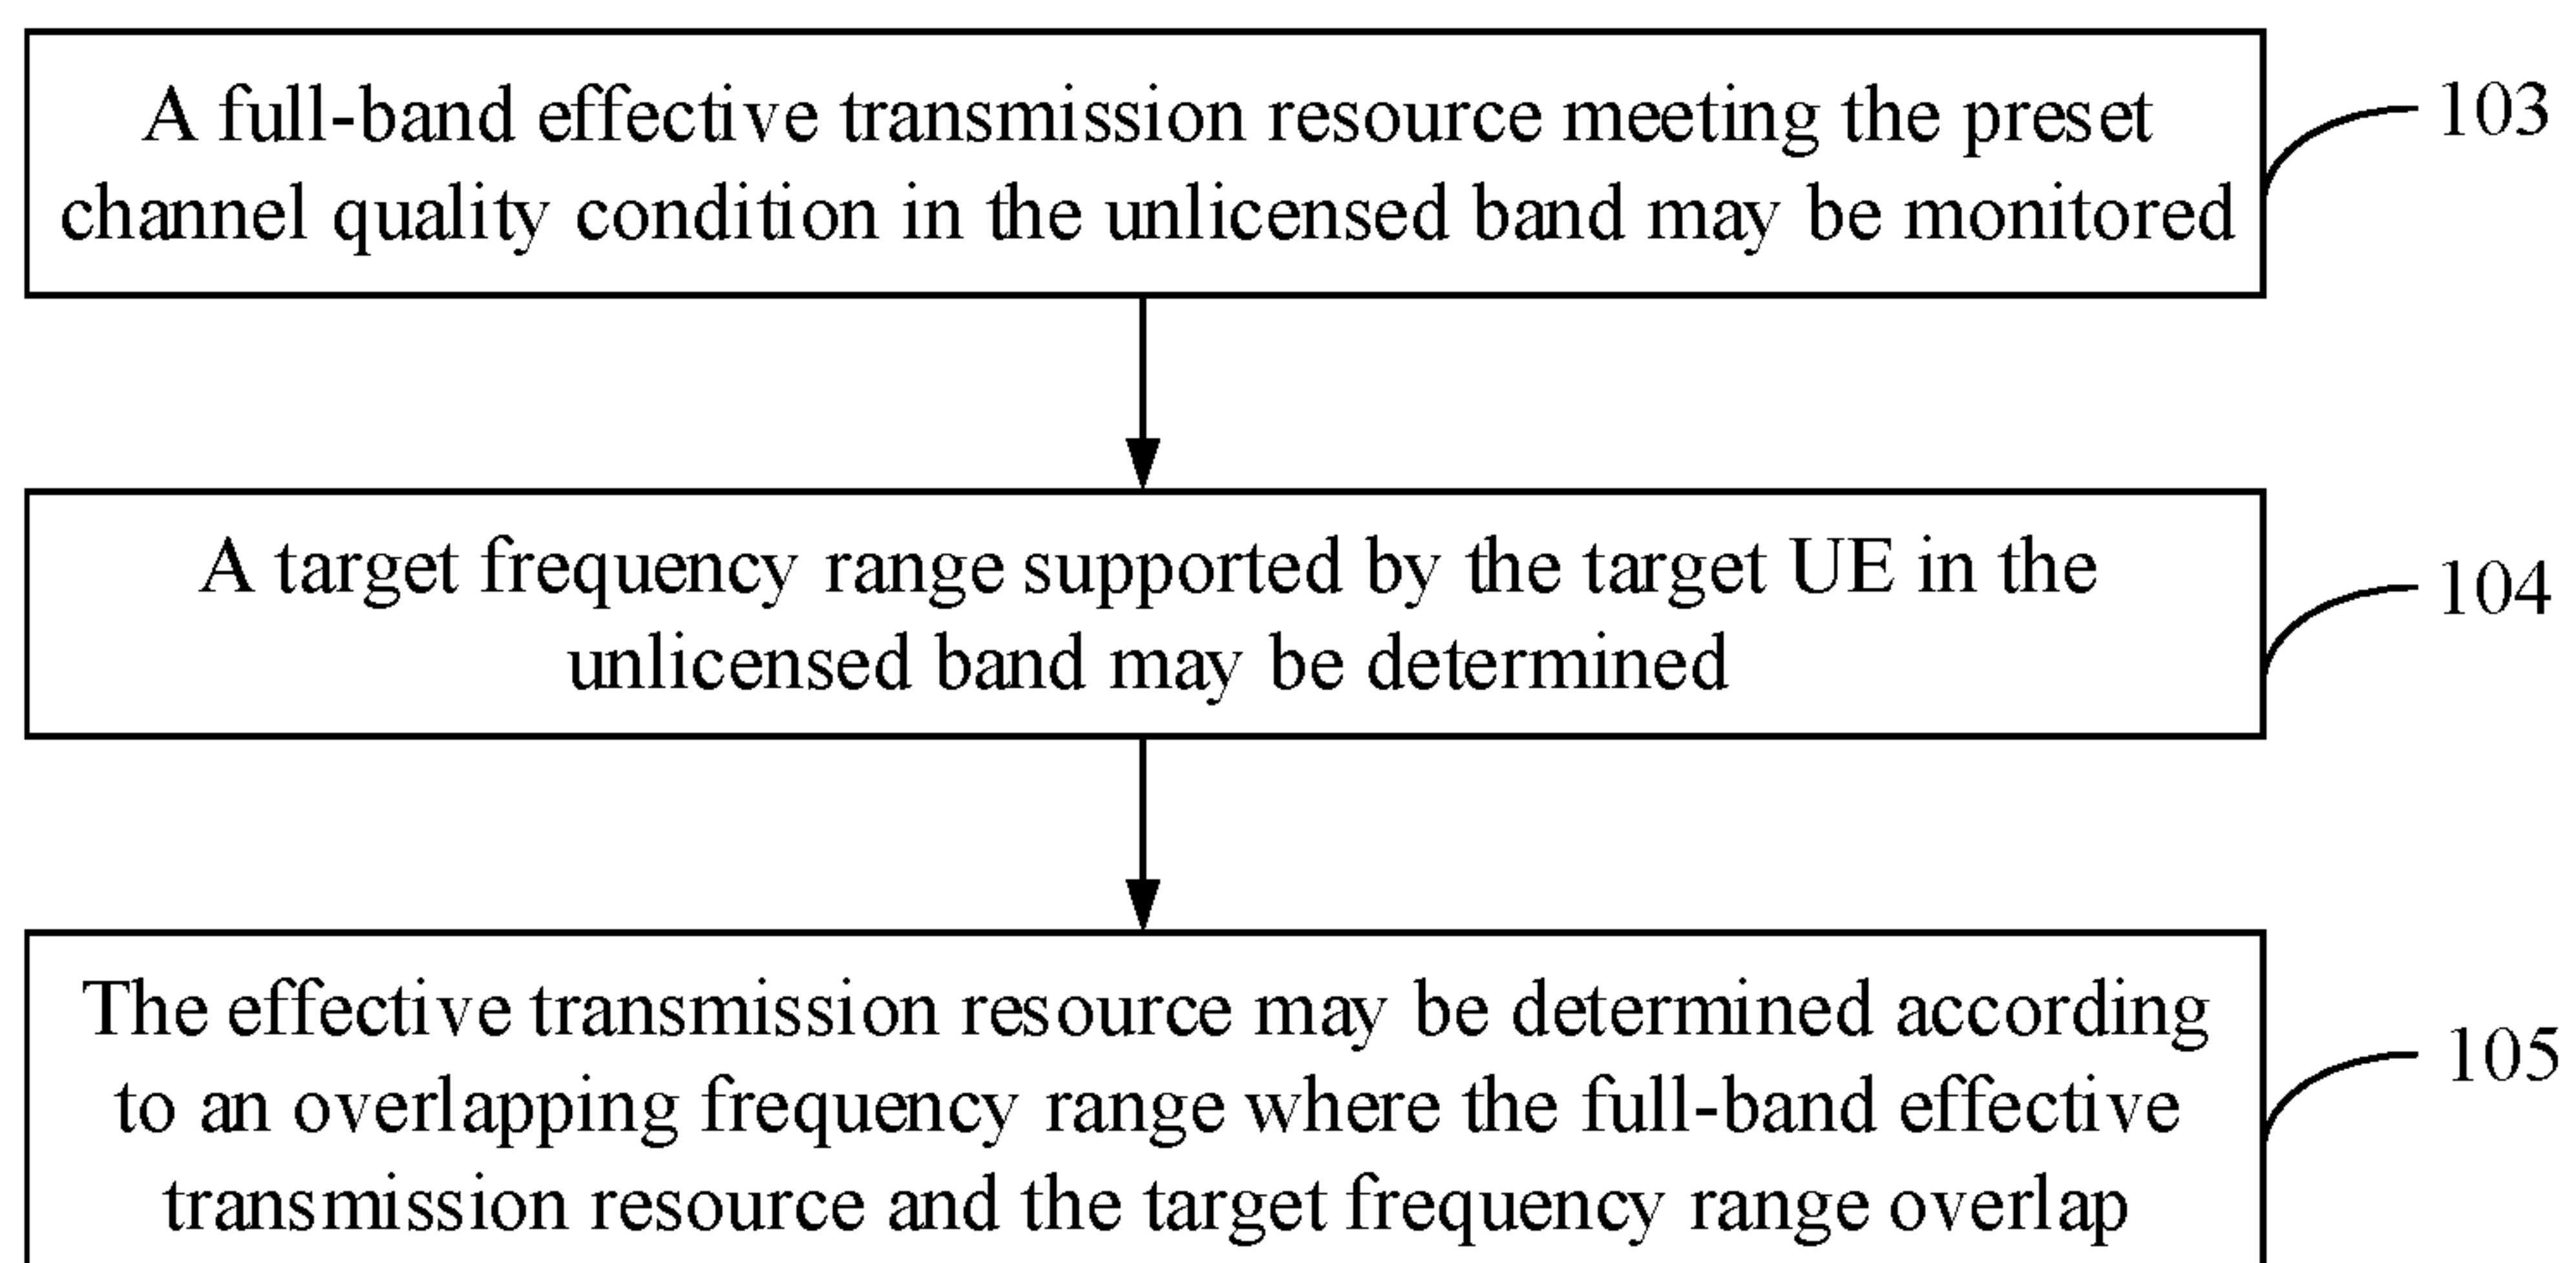 A full-band effective transmission resource meeting the preset
channel quality condition in the unlicensed band may be monitored
103
A target frequency range supported by the target UE in the
unlicensed band may be determined
104
The effective transmission resource may be determined according
to an overlapping frequency range where the full-band effective
transmission resource and the target frequency range overlap
105